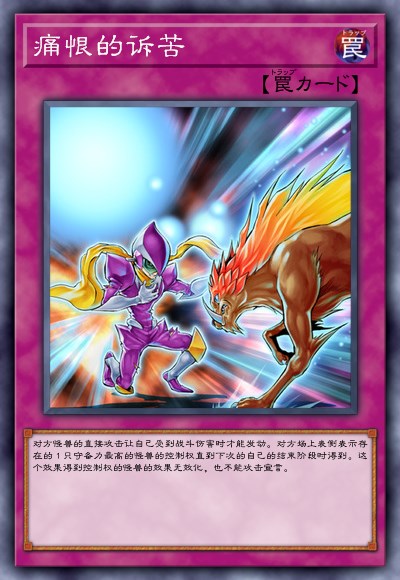 痛恨的诉苦
トラップ
罠
トラップ
【罠カード】
对方怪兽的直接攻击让自己受到战斗伤害时才能发动。对方场上表侧表示存
在的1只守备力最高的怪兽的控制权直到下次的自己的结束阶段时得到。这
个效果得到控制权的怪兽的效果无效化，也不能攻击宣言。